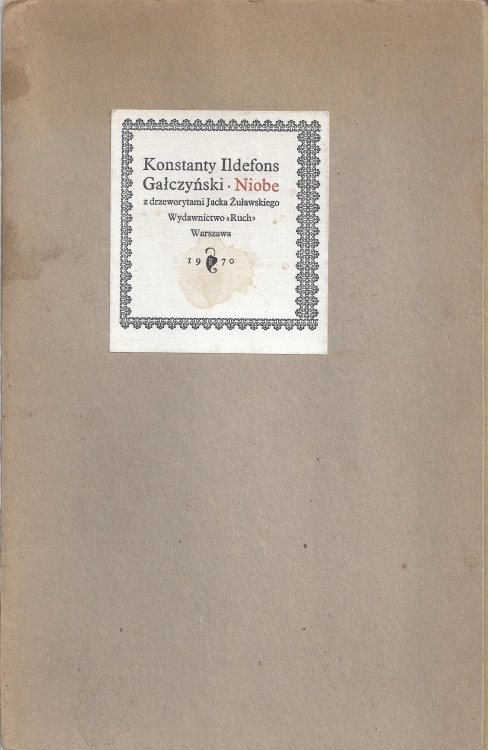 Konstanty Ildefons
Gałczyński · Niobe
z drzeworytami Jacka Żuławskiego
Wydawnictwo «Ruch»
Warszawa
1970